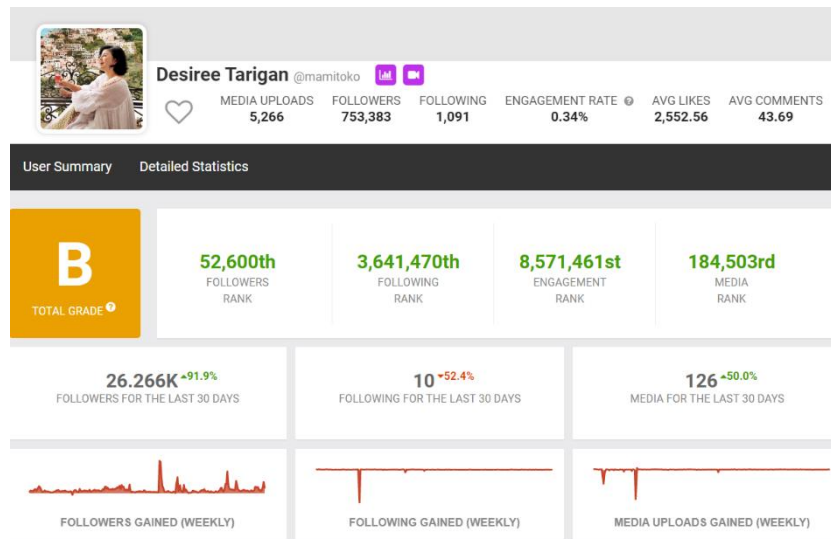 Desiree Tarigan @mamitoko
MEDIA UPLOADS FOLLOWERS FOLLOWING ENGAGEMENT RATE AVG LIKES AVG COMMENTS
5,266 753,383 1,091 0.34% 2,552.56 43.69
User Summary Detailed Statistics
B
TOTAL GRADE ?
52,600th 3,641,470th 8,571,461st 184,503rd
FOLLOWERS FOLLOWING ENGAGEMENT MEDIA
RANK RANK RANK RANK
26.266K 91.9% 10 52.4% 126 50.0%
FOLLOWERS FOR THE LAST 30 DAYS FOLLOWING FOR THE LAST 30 DAYS MEDIA FOR THE LAST 30 DAYS
FOLLOWERS GAINED (WEEKLY) FOLLOWING GAINED (WEEKLY) MEDIA UPLOADS GAINED (WEEKLY)